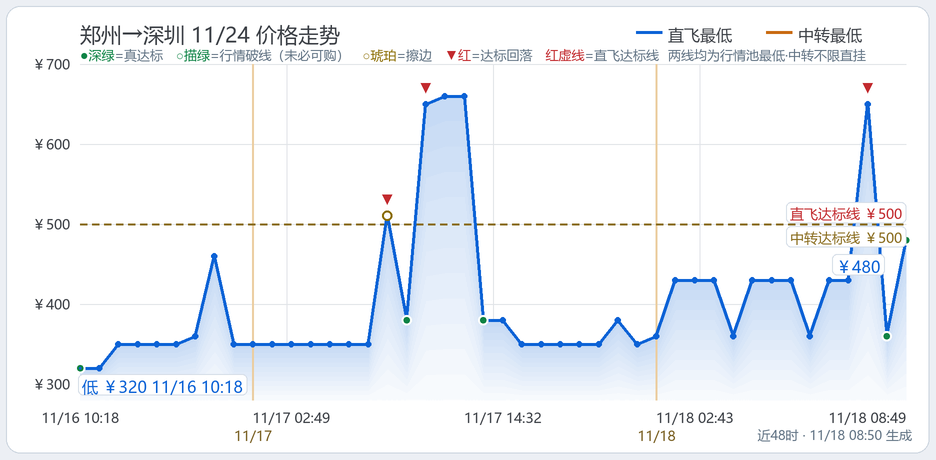 郑州→深圳 11/24 价格走势
直飞最低 中转最低
●深绿=真达标 ○描绿=行情破线（未必可购） ○琥珀=擦边 ▼红=达标回落 红虚线=直飞达标线 两线均为行情池最低·中转不限直挂
￥700
￥600
￥500
￥400
￥300
直飞达标线 ￥500
中转达标线 ￥500
￥480
低 ￥320 11/16 10:18
11/16 10:18 11/17 02:49 11/17 14:32 11/18 02:43 11/18 08:49
11/17 11/18
近48时 · 11/18 08:50 生成